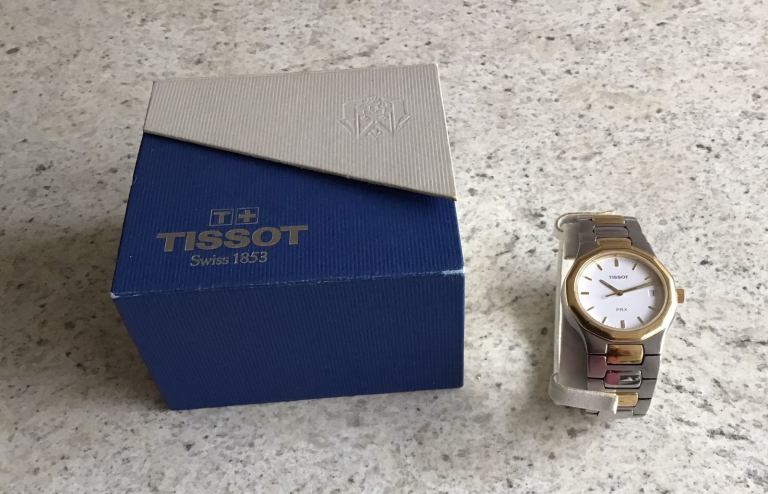 T+
TISSOT
Swiss 1853
TISSOT
PRX